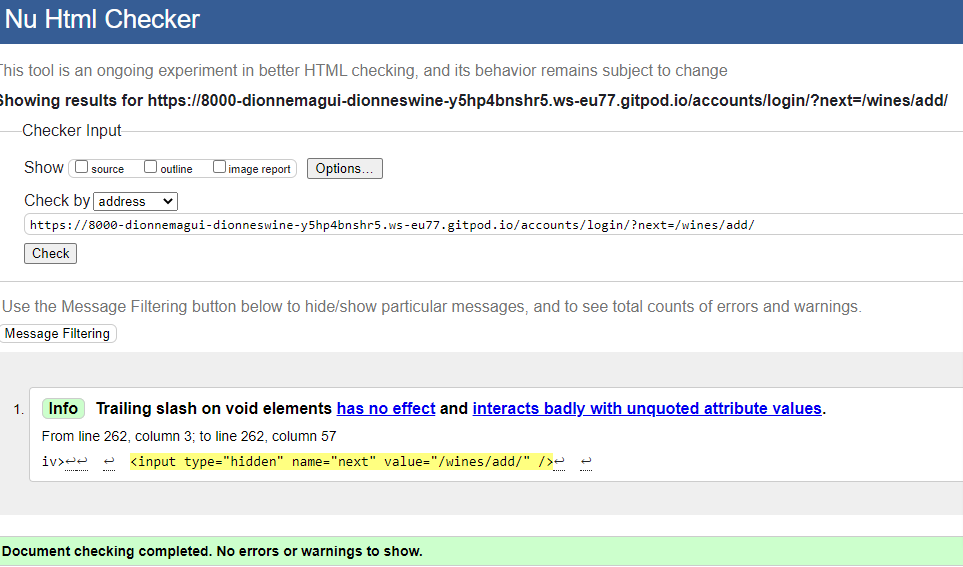 Nu Html Checker
This tool is an ongoing experiment in better HTML checking, and its behavior remains subject to change
Showing results for https://8000-dionnemagui-dionneswine-y5hp4bnshr5.ws-eu77.gitpod.io/accounts/login/?next=/wines/add/
Checker Input
Show source outline image report Options...
Check by address
https://8000-dionnemagui-dionneswine-y5hp4bnshr5.ws-eu77.gitpod.io/accounts/login/?next=/wines/add/
Check
Use the Message Filtering button below to hide/show particular messages, and to see total counts of errors and warnings.
Message Filtering
1. Info Trailing slash on void elements has no effect and interacts badly with unquoted attribute values.
From line 262, column 3; to line 262, column 57
iv>↩↩ ↩ <input type="hidden" name="next" value="/wines/add/" />↩ ↩
Document checking completed. No errors or warnings to show.